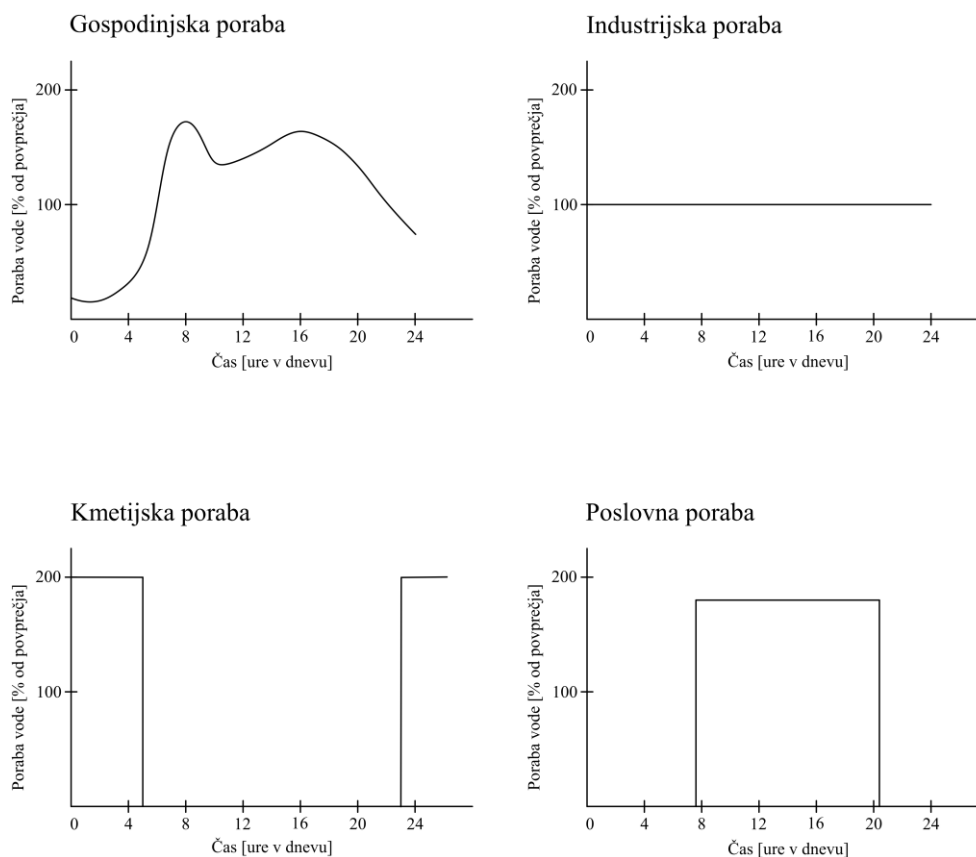 Gospodinjska poraba
Poraba vode [% od povprečja]
200
100
0 4 8 12 16 20 24
Čas [ure v dnevu]
Industrijska poraba
Poraba vode [% od povprečja]
200
100
0 4 8 12 16 20 24
Čas [ure v dnevu]
Kmetijska poraba
Poraba vode [% od povprečja]
200
100
0 4 8 12 16 20 24
Čas [ure v dnevu]
Poslovna poraba
Poraba vode [% od povprečja]
200
100
0 4 8 12 16 20 24
Čas [ure v dnevu]